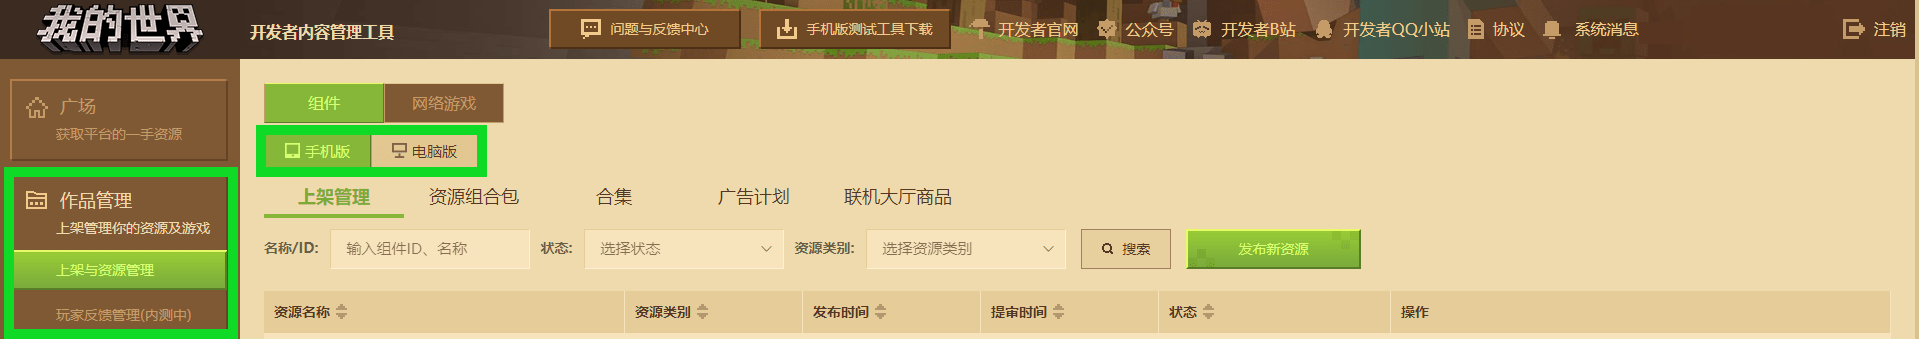 我的世界
开发者内容管理工具
问题与反馈中心
手机版测试工具下载
开发者官网
公众号
开发者B站
开发者QQ小站
协议
系统消息
注销
广场
获取平台的一手资源
作品管理
上架管理你的资源及游戏
上架与资源管理
玩家反馈管理(内测中)
组件 网络游戏
手机版 电脑版
上架管理 资源组合包 合集 广告计划 联机大厅商品
名称/ID: 输入组件ID、名称 状态: 选择状态 资源类别: 选择资源类别 搜索 发布新资源
资源名称 资源类别 发布时间 提审时间 状态 操作